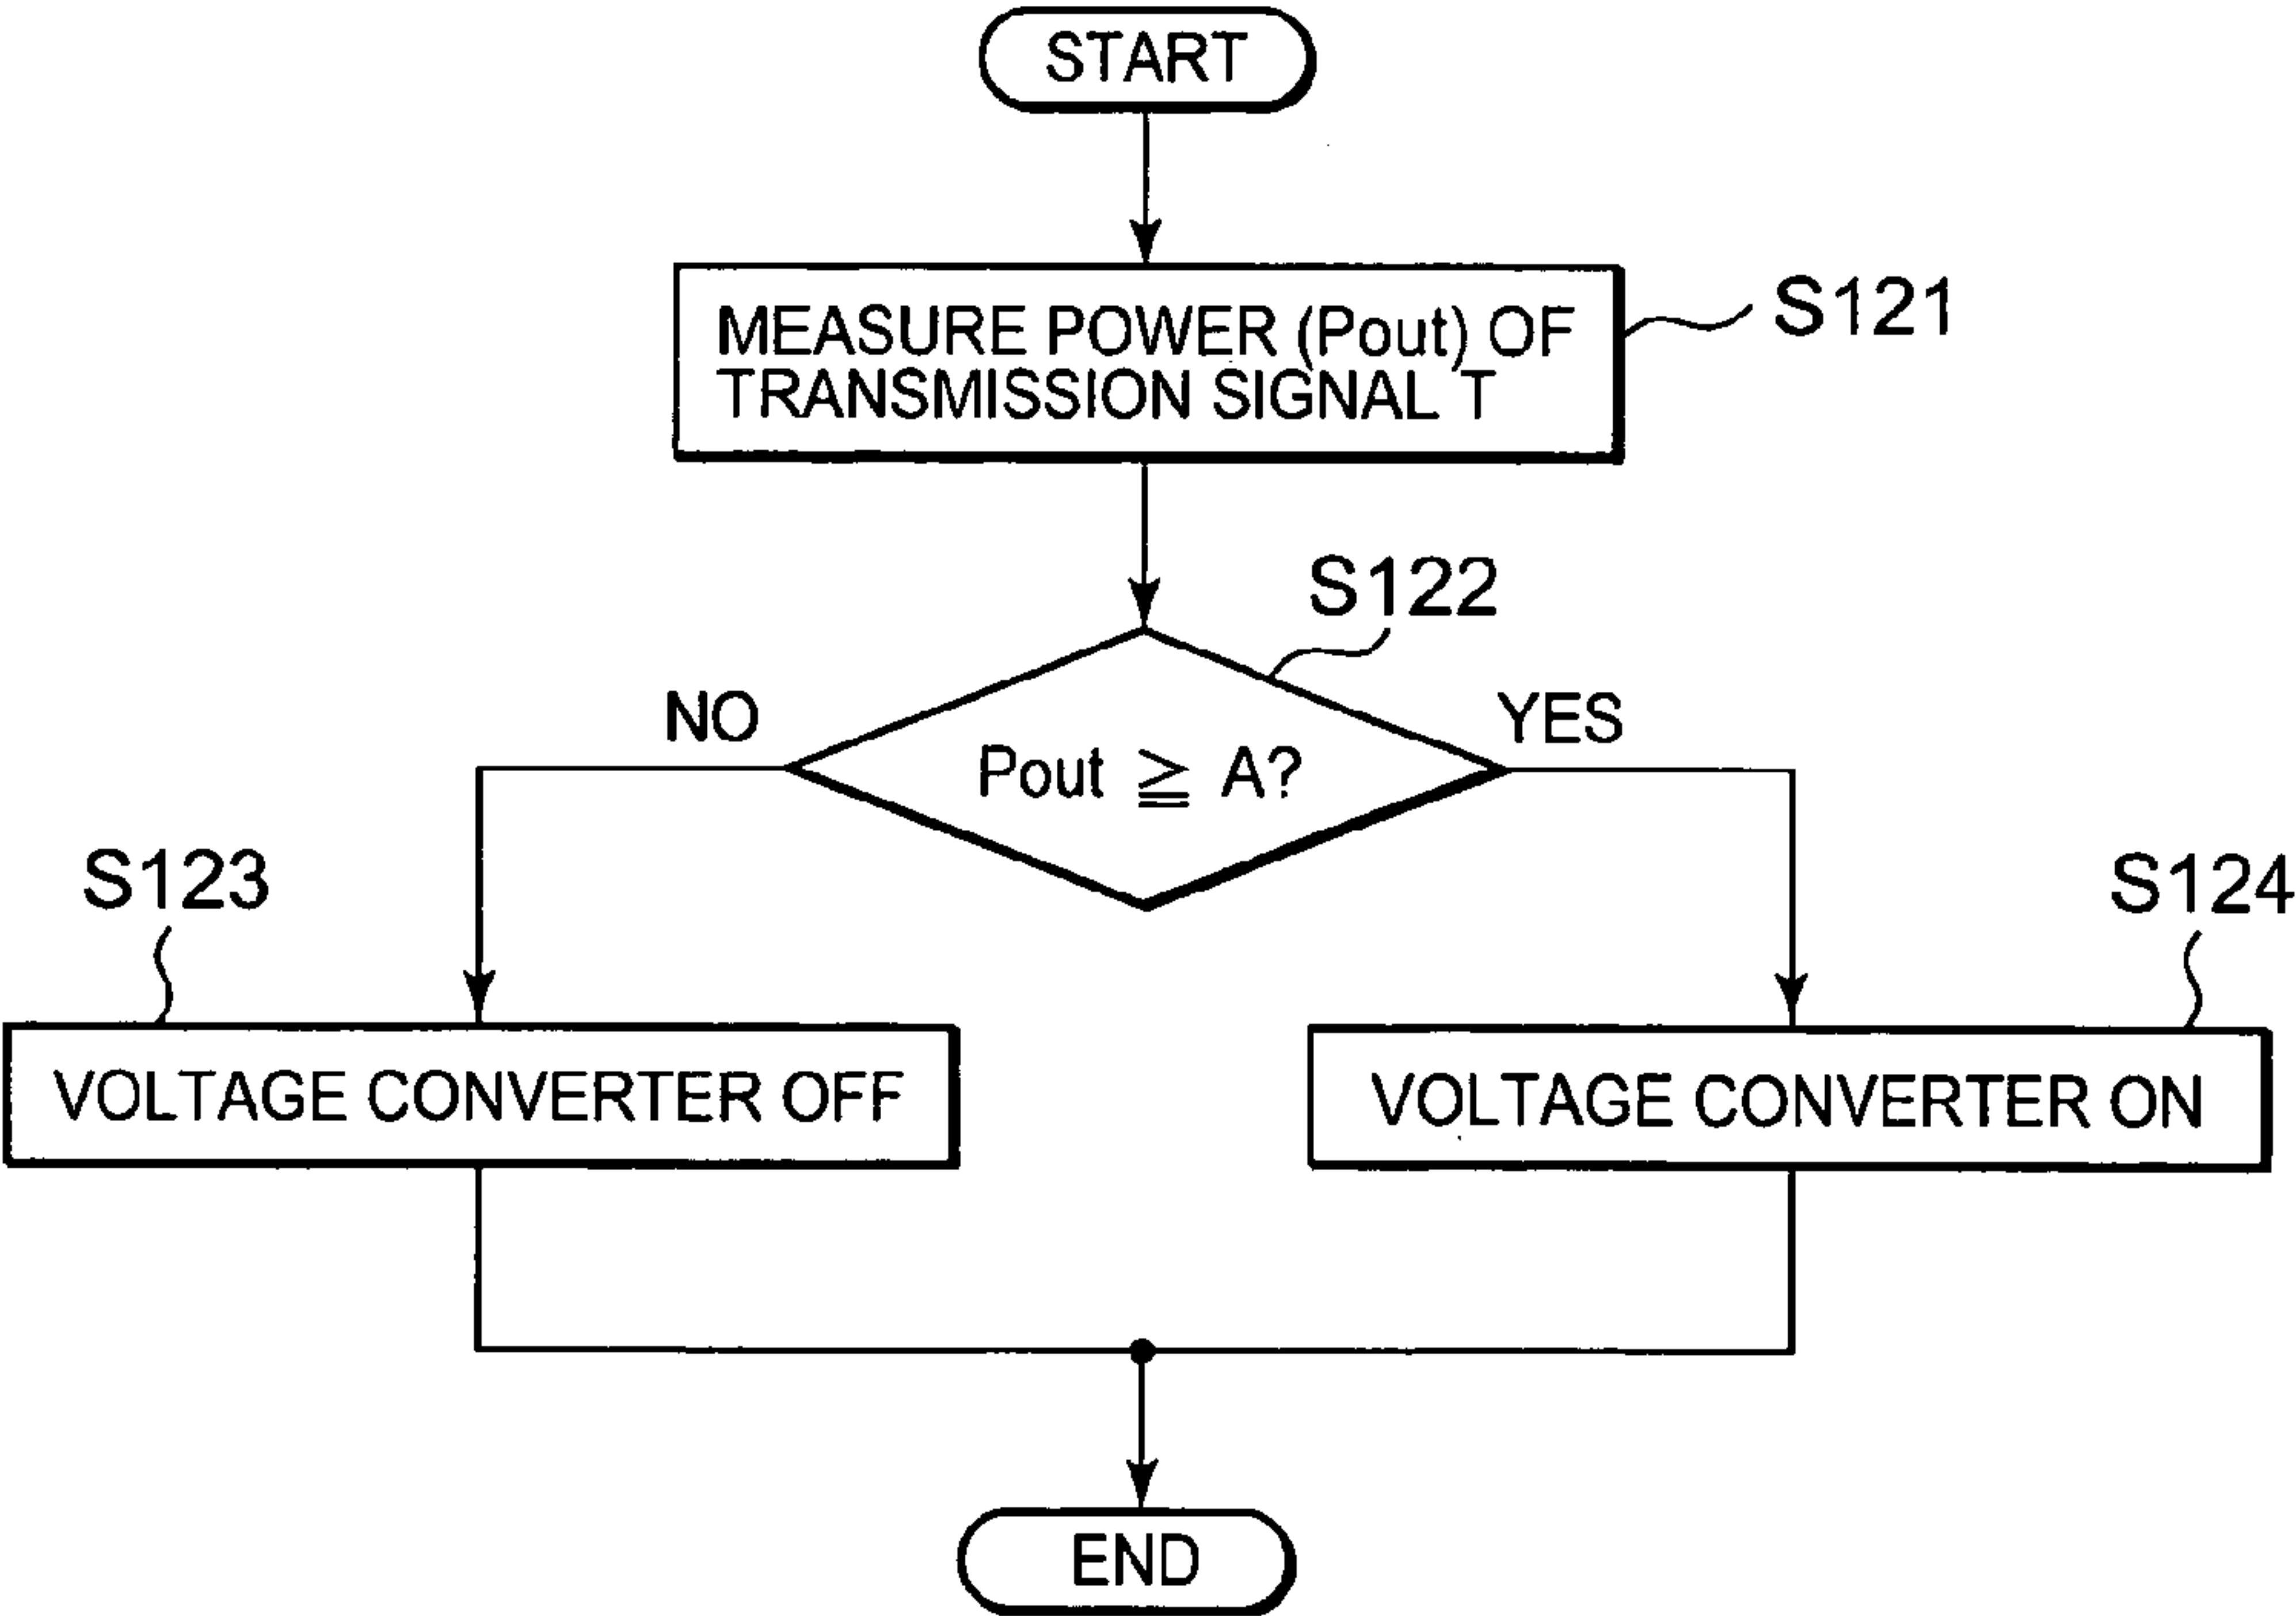 START
MEASURE POWER (Pout) OF
TRANSMISSION SIGNAL T
S121
S122
NO
YES
Pout ≧ A?
S123
S124
VOLTAGE CONVERTER OFF
VOLTAGE CONVERTER ON
END